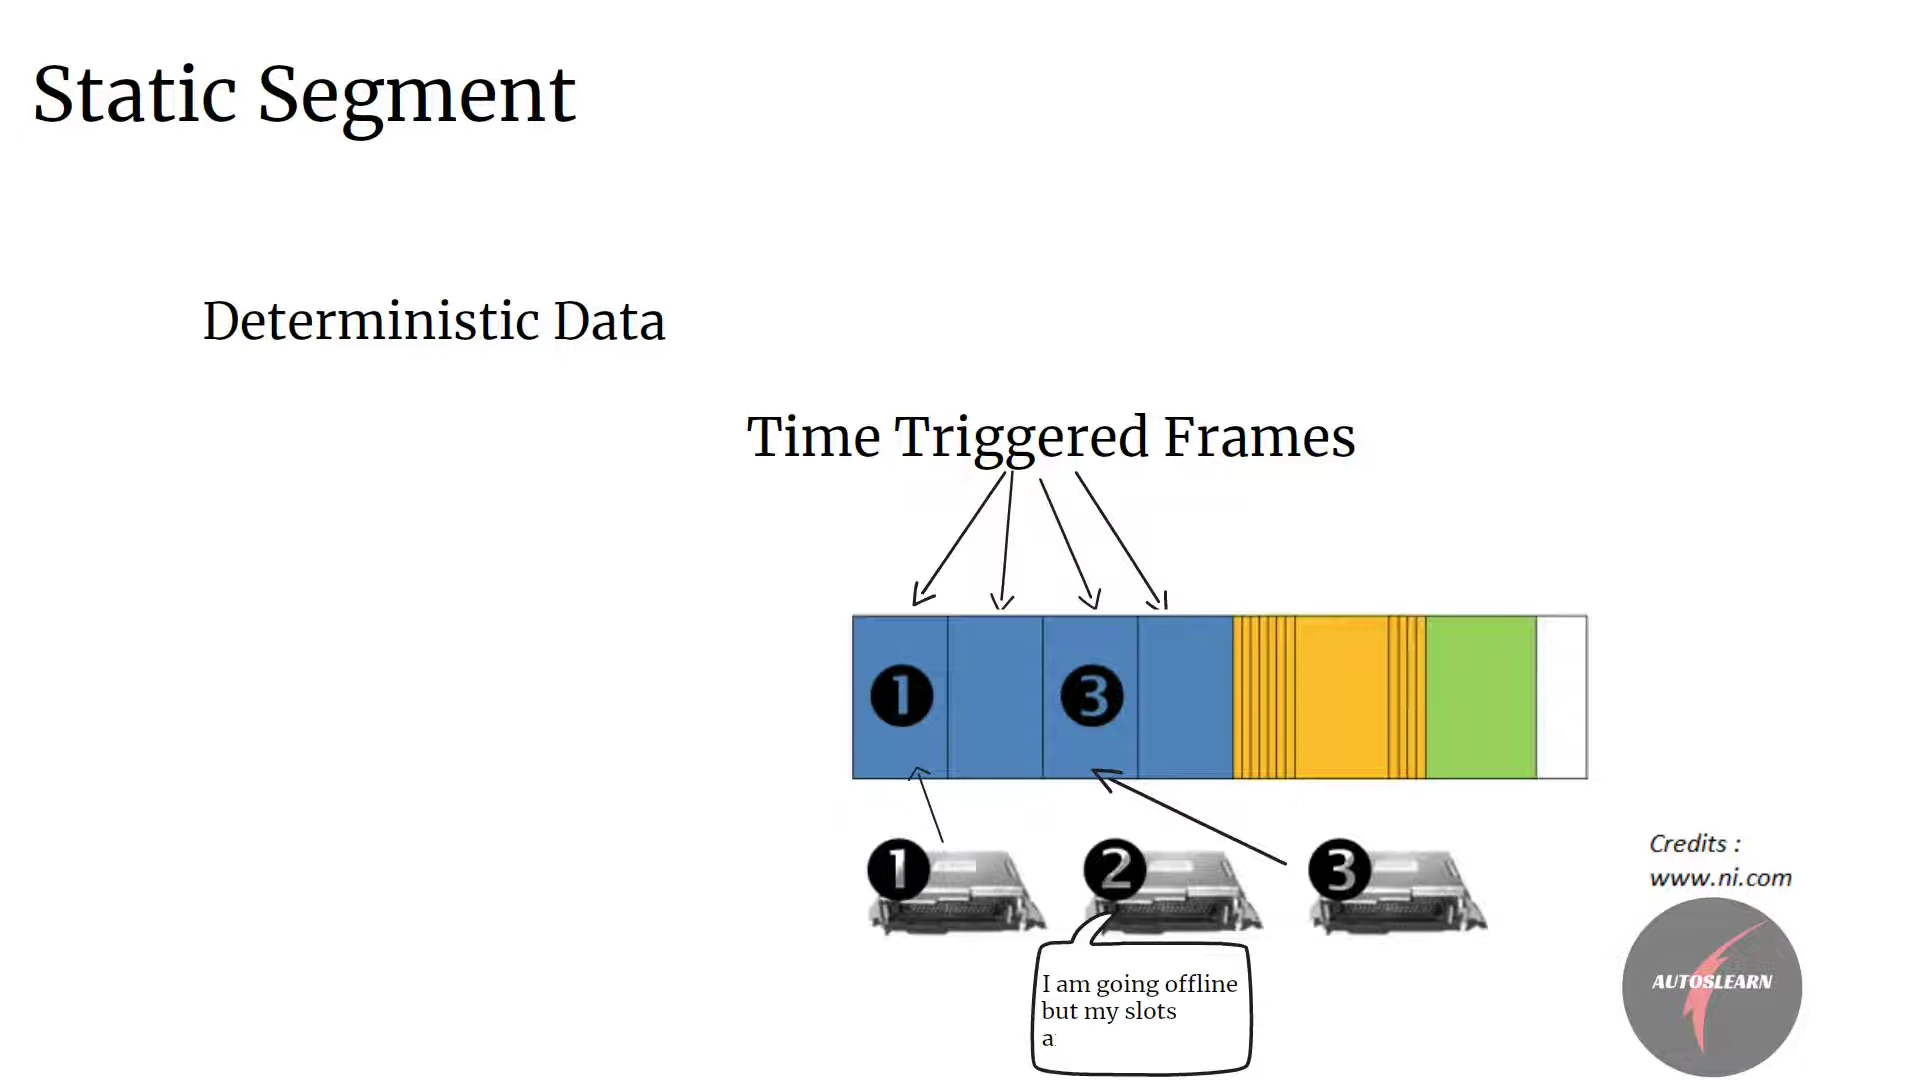 Static Segment
Deterministic Data
Time Triggered Frames
1
3
1
2
3
Credits :
www.ni.com
AUTOSLEARN
I am going offline
but my slots
a